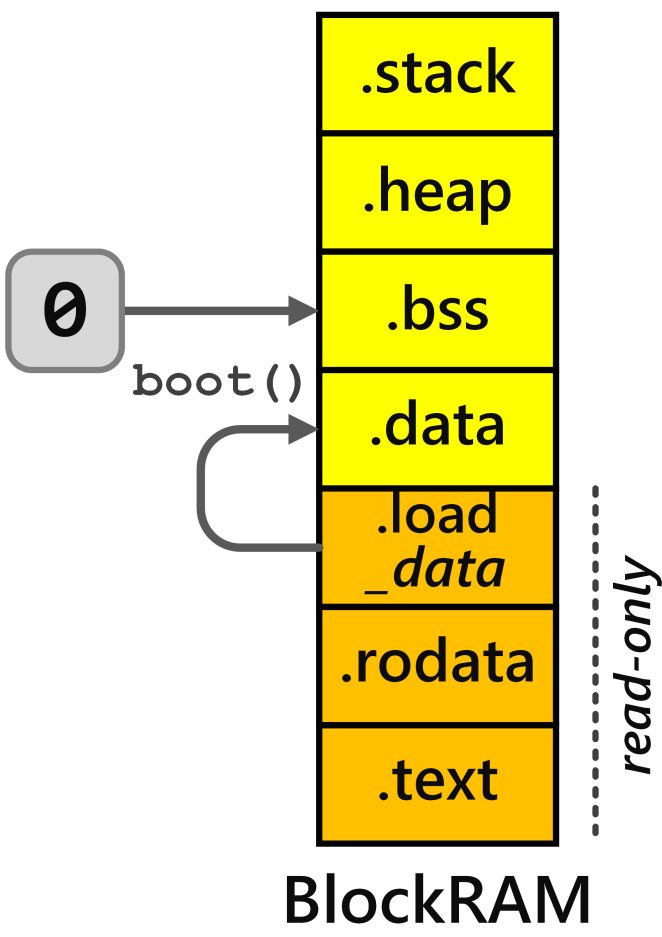 .stack
.heap
0
.bss
boot()
.data
.load
_data
.rodata
read-only
.text
BlockRAM